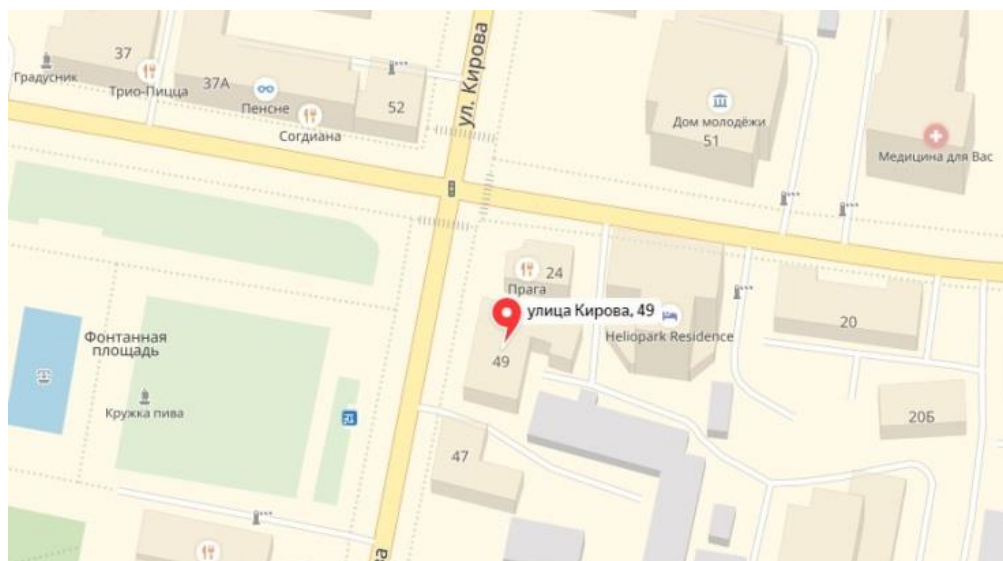 37
Градусник
Трио-Пицца
37А
Пенсне
Согдиана
52
ул. Кирова
Дом молодёжи
51
Медицина для Вас
24
Прага
улица Кирова, 49
Heliopark Residence
49
20
Фонтанная
площадь
Кружка пива
20Б
47